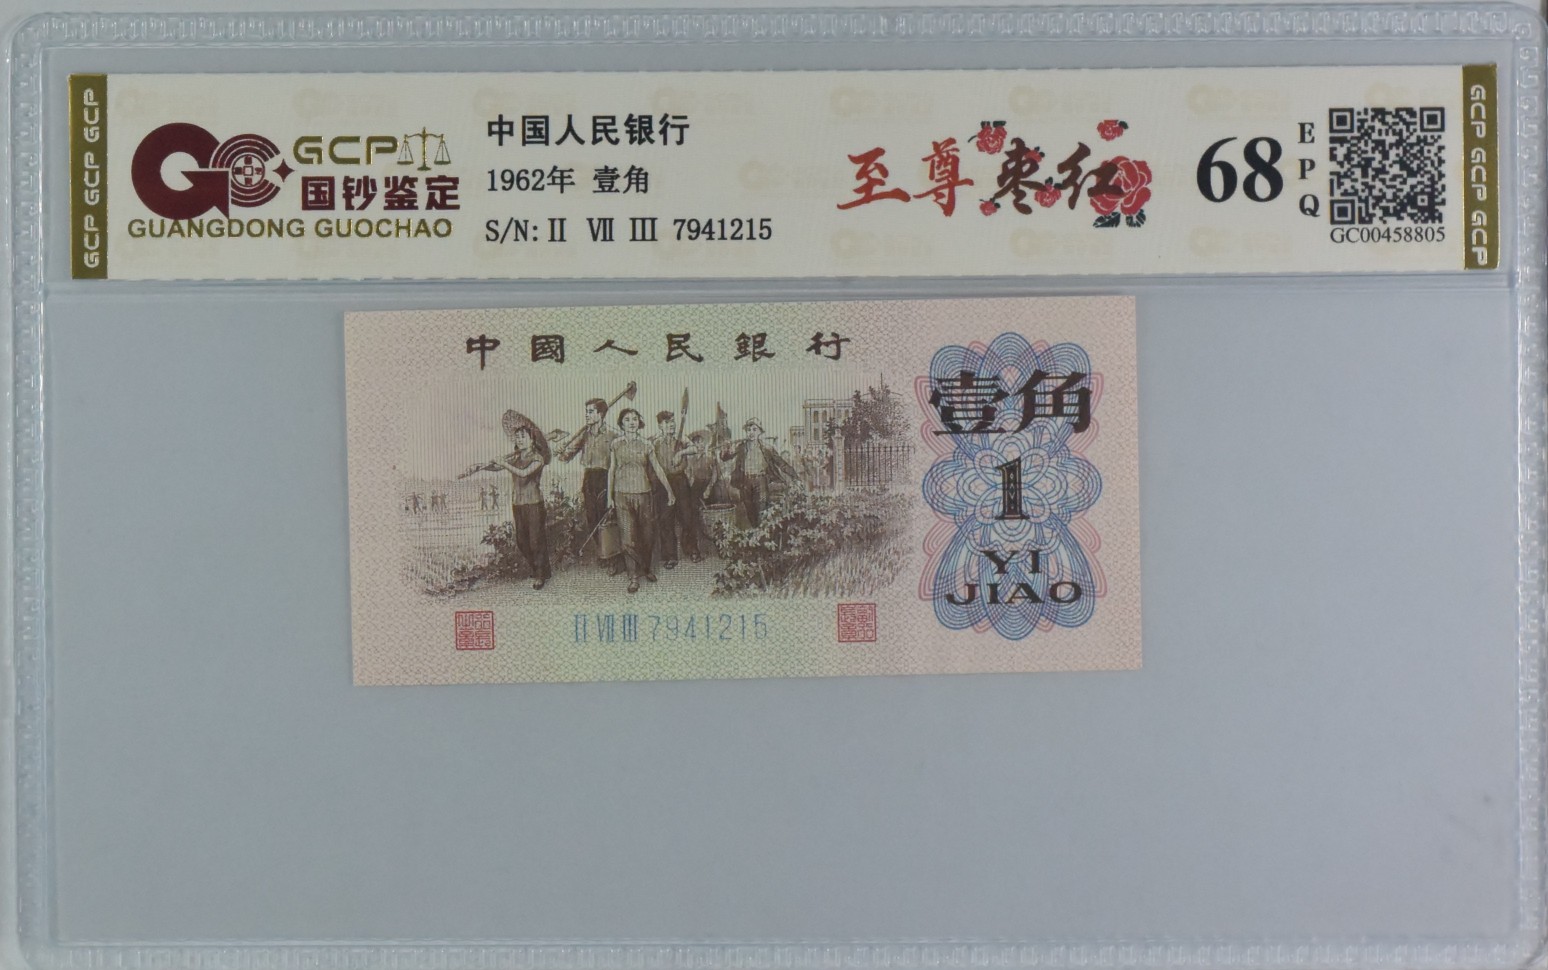 GCP GCP GCP
GCP
国钞鉴定
GUANGDONG GUOCHAO
中国人民银行
1962年 壹角
S/N: II VII III 7941215
至尊枣红
68
EPQ
GC00458805
GCP GCP GCP
中國人民銀行
壹角
1
YI
JIAO
II VII III 7941215